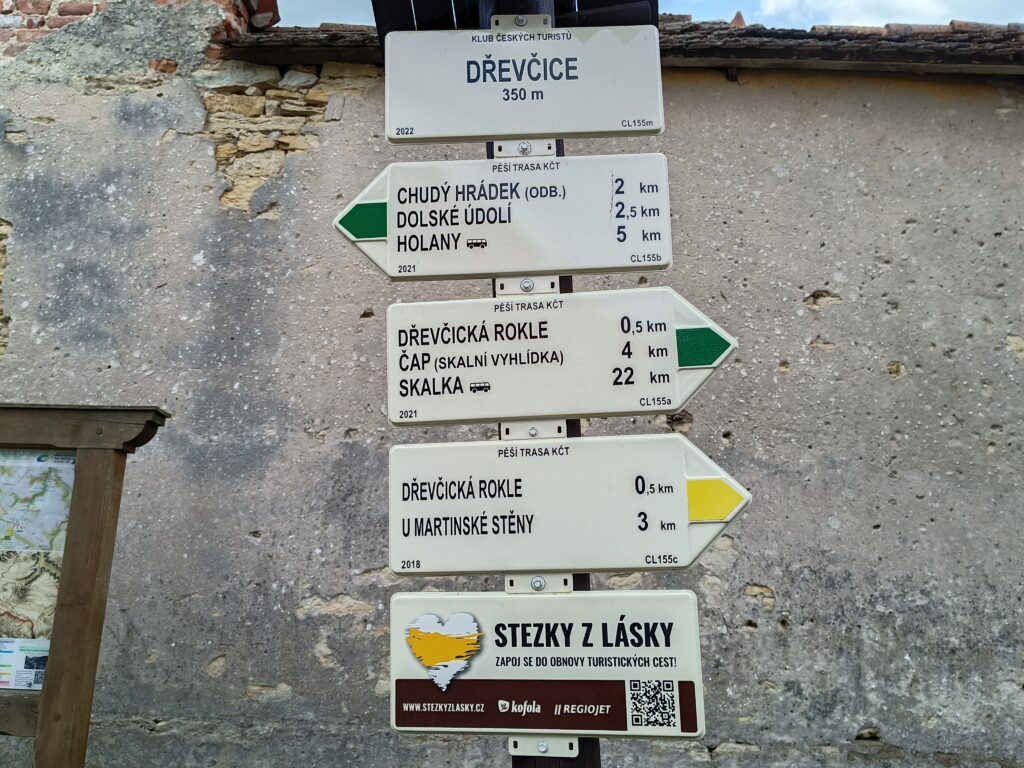 KLUB ČESKÝCH TURISTŮ
DŘEVČICE
350 m
2022 CL155m
PĚŠÍ TRASA KČT
CHUDÝ HRÁDEK (ODB.) 2 km
DOLSKÉ ÚDOLÍ 2,5 km
HOLANY 5 km
2021 CL155b
PĚŠÍ TRASA KČT
DŘEVČICKÁ ROKLE 0,5 km
ČAP (SKALNÍ VYHLÍDKA) 4 km
SKALKA 22 km
2021 CL155a
PĚŠÍ TRASA KČT
DŘEVČICKÁ ROKLE 0,5 km
U MARTINSKÉ STĚNY 3 km
2018 CL155c
STEZKY Z LÁSKY
ZAPOJ SE DO OBNOVY TURISTICKÝCH CEST!
WWW.STEZKYZLASKY.CZ kofola // REGIOJET